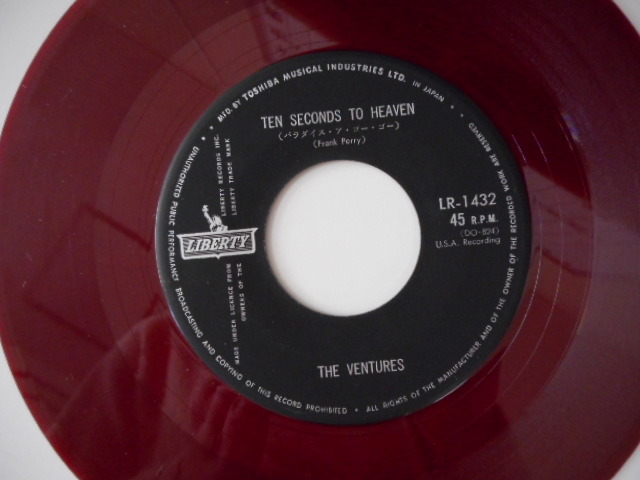 MFD. BY TOSHIBA MUSICAL INDUSTRIES LTD. IN JAPAN • ALL RIGHTS OF THE MANUFACTURER AND OF THE OWNER OF THE RECORDED WORK ARE RESERVED
UNAUTHORIZED PUBLIC PERFORMANCE BROADCASTING AND COPYING OF THIS RECORD PROHIBITED •
TEN SECONDS TO HEAVEN
(パラダイス・ア・ゴー・ゴー)
(Frank Perry)
LIBERTY RECORDS INC.
LIBERTY TRADE MARK
LIBERTY
MADE UNDER LICENCE FROM
OWNERS OF THE
LR-1432
45 R.P.M.
(DO-824)
U.S.A. Recording
THE VENTURES